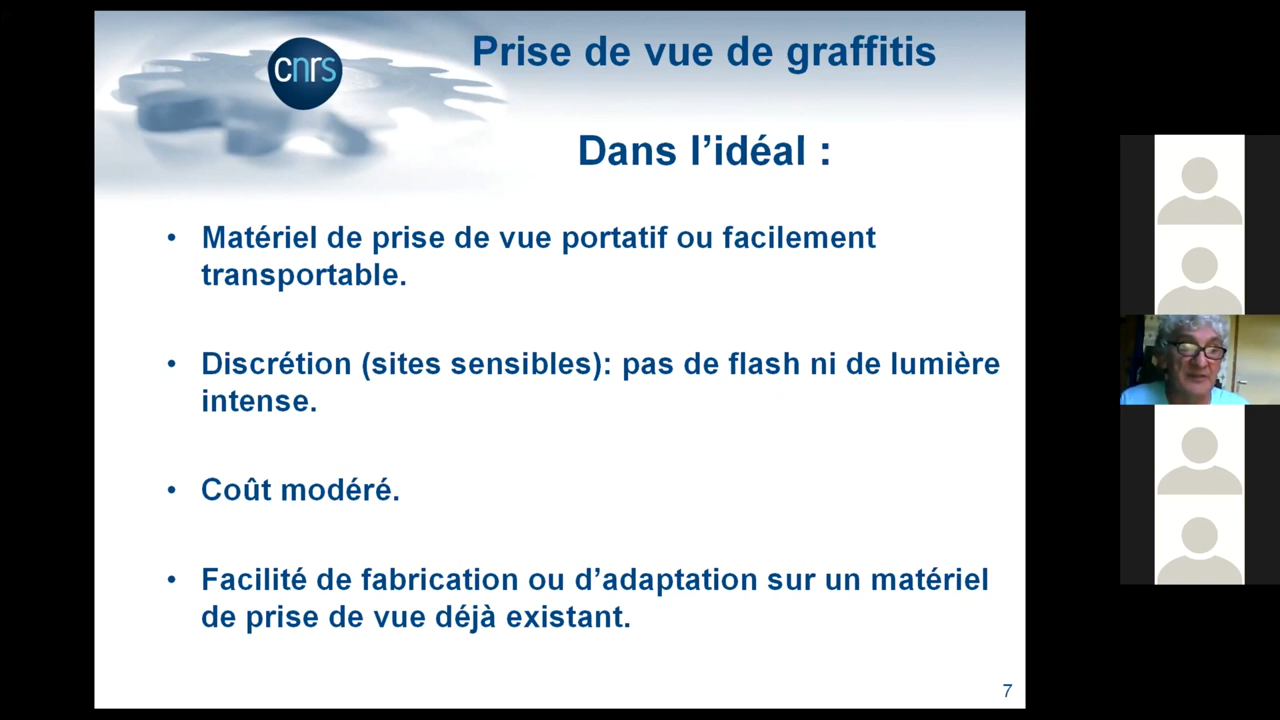 cnrs
Prise de vue de graffitis
Dans l’idéal :
• Matériel de prise de vue portatif ou facilement
transportable.
• Discrétion (sites sensibles): pas de flash ni de lumière
intense.
• Coût modéré.
• Facilité de fabrication ou d’adaptation sur un matériel
de prise de vue déjà existant.
7